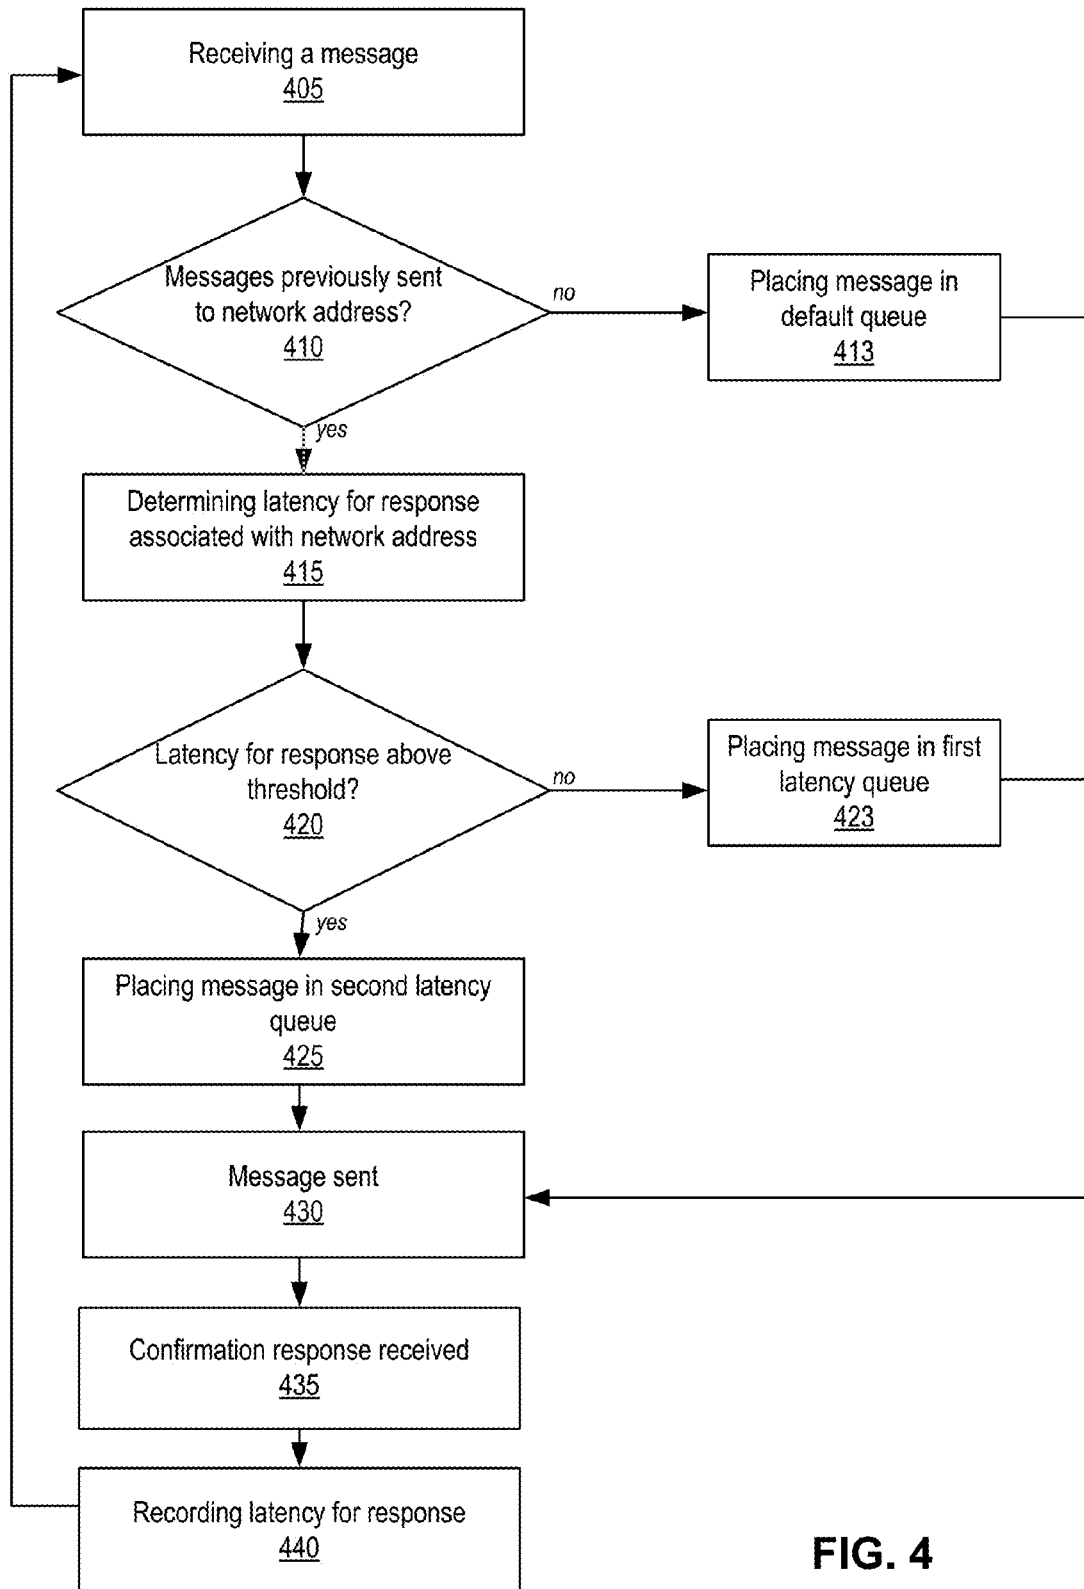 Receiving a message
405
Messages previously sent
to network address?
410
no
Placing message in
default queue
413
yes
Determining latency for response
associated with network address
415
Latency for response above
threshold?
420
no
Placing message in first
latency queue
423
yes
Placing message in second latency
queue
425
Message sent
430
Confirmation response received
435
Recording latency for response
440
FIG. 4